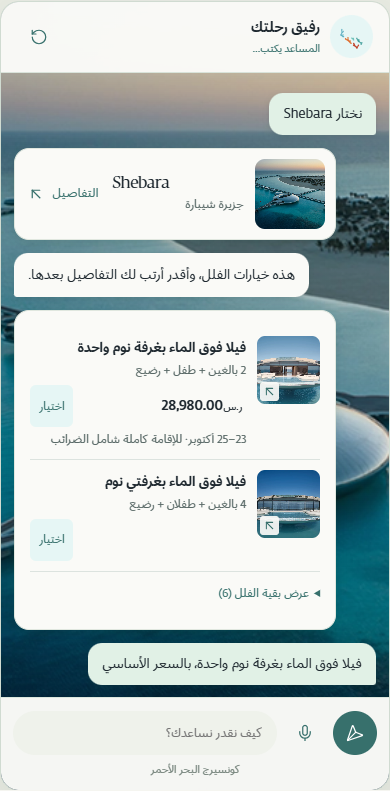 رفيق رحلتك
المساعد يكتب...
نختار Shebara
Shebara
جزيرة شيبارة
التفاصيل
هذه خيارات الفلل، وأقدر أرتب لك التفاصيل بعدها.
فيلا فوق الماء بغرفة نوم واحدة
2 بالغين + طفل + رضيع
ر.س28,980.00
اختيار
23–25 أكتوبر · للإقامة كاملة شامل الضرائب
فيلا فوق الماء بغرفتي نوم
4 بالغين + طفلان + رضيع
اختيار
عرض بقية الفلل (6)
فيلا فوق الماء بغرفة نوم واحدة، بالسعر الأساسي
كيف نقدر نساعدك؟
كونسيرج البحر الأحمر